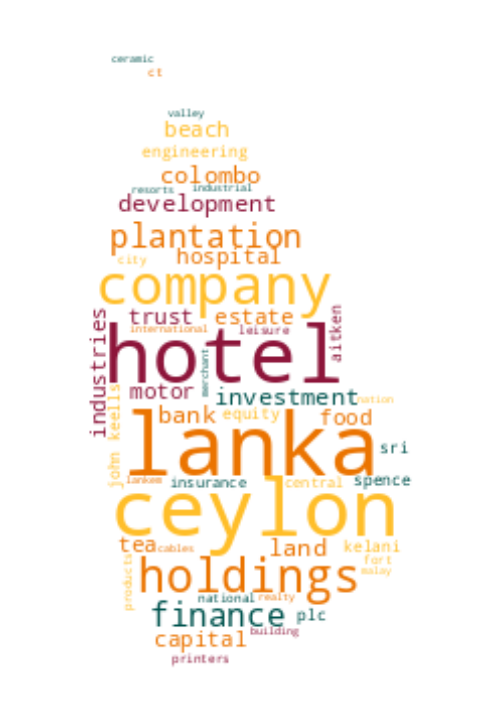 ceramic
ct
valley
beach
engineering
colombo
resorts industrial
development
plantation
hospital
city
company
trust estate
international leisure
industries
hotel
aitken
merchant
motor
investment
nation
john keells
bank equity food
lanka
sri
lankem insurance central spence
ceylon
tea cables land kelani
fort
malay
products
holdings
national realty
finance plc
building
capital
printers